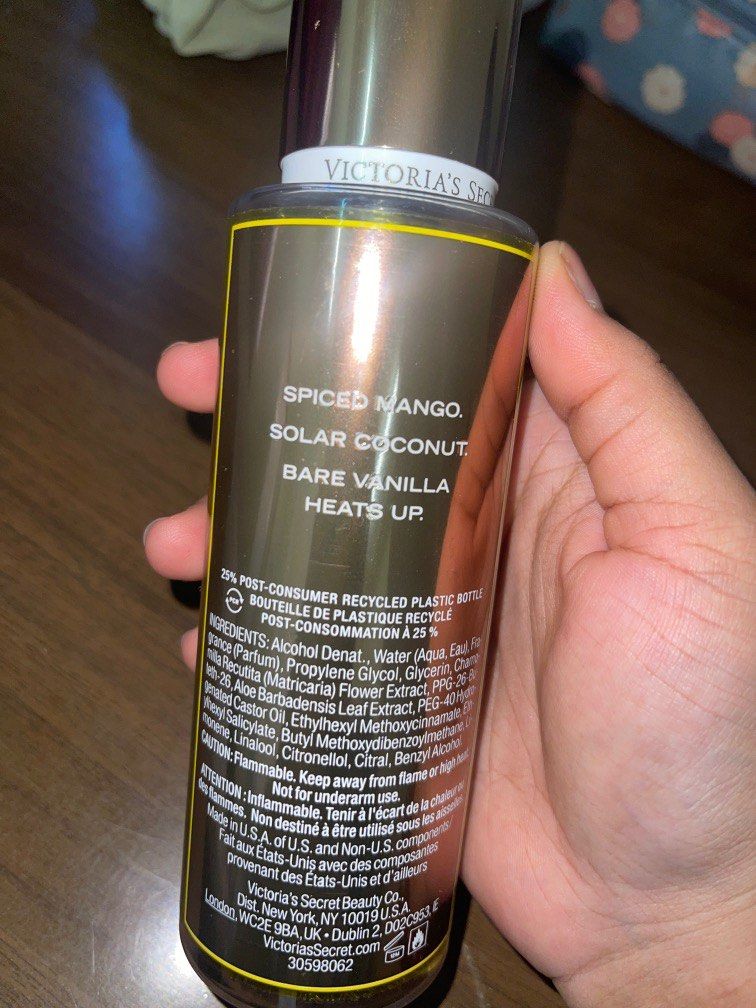 VICTORIA'S SEC
SPICED MANGO.
SOLAR COCONUT.
BARE VANILLA
HEATS UP.
25% POST-CONSUMER RECYCLED PLASTIC BOTTLE
PCR BOUTEILLE DE PLASTIQUE RECYCLÉ
POST-CONSOMMATION À 25 %
INGREDIENTS: Alcohol Denat., Water (Aqua, Eau), Fra-
grance (Parfum), Propylene Glycol, Glycerin, Chamo-
milla Recutita (Matricaria) Flower Extract, PPG-26-Bu-
teth-26, Aloe Barbadensis Leaf Extract, PEG-40 Hydro-
genated Castor Oil, Ethylhexyl Methoxycinnamate, Eth-
ylhexyl Salicylate, Butyl Methoxydibenzoylmethane, Li-
monene, Linalool, Citronellol, Citral, Benzyl Alcohol.
CAUTION: Flammable. Keep away from flame or high heat.
Not for underarm use.
ATTENTION : Inflammable. Tenir à l'écart de la chaleur ou
des flammes. Non destiné à être utilisé sous les aisselles.
Made in U.S.A. of U.S. and Non-U.S. components/
Fait aux États-Unis avec des composantes
provenant des États-Unis et d'ailleurs
Victoria's Secret Beauty Co.,
Dist. New York, NY 10019 U.S.A.
London, WC2E 9BA, UK • Dublin 2, D02C953, IE
VictoriasSecret.com
30598062